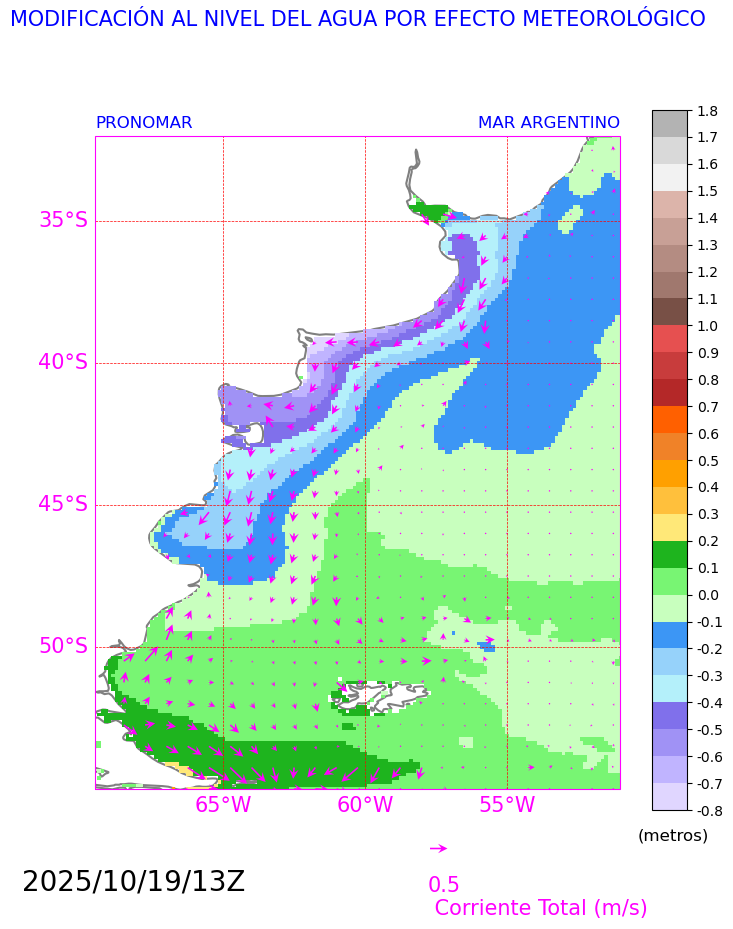 MODIFICACIÓN AL NIVEL DEL AGUA POR EFECTO METEOROLÓGICO
PRONOMAR MAR ARGENTINO
35°S
40°S
45°S
50°S
65°W 60°W 55°W
1.8
1.7
1.6
1.5
1.4
1.3
1.2
1.1
1.0
0.9
0.8
0.7
0.6
0.5
0.4
0.3
0.2
0.1
0.0
-0.1
-0.2
-0.3
-0.4
-0.5
-0.6
-0.7
-0.8
(metros)
2025/10/19/13Z
0.5
Corriente Total (m/s)